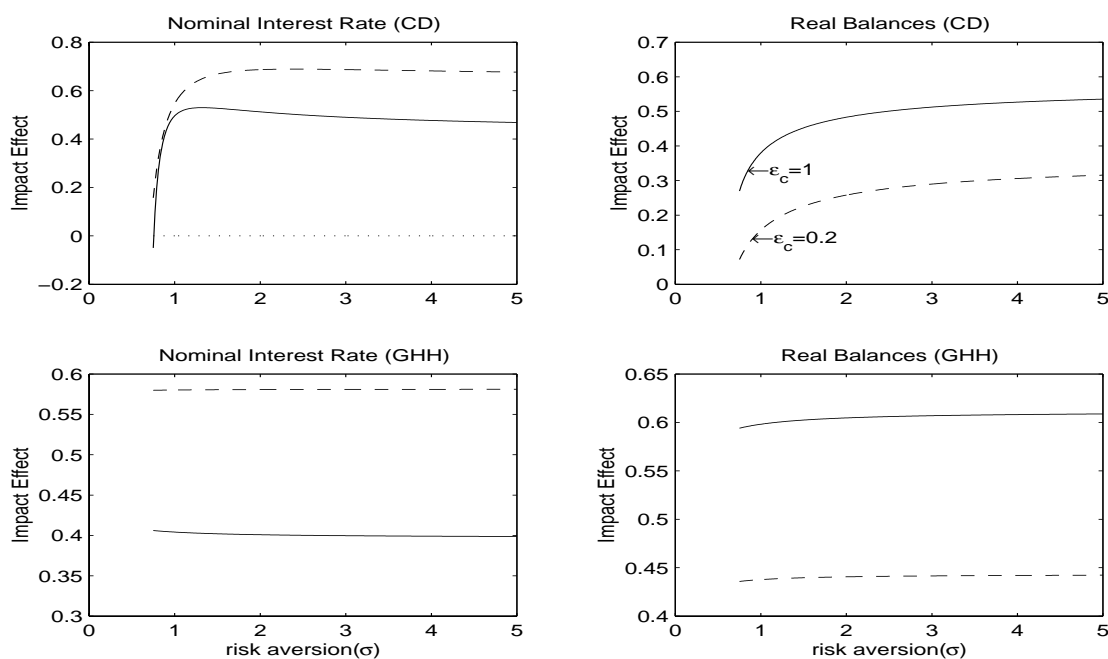 Nominal Interest Rate (CD)
Impact Effect
0.8
0.6
0.4
0.2
0
−0.2
0 1 2 3 4 5
Real Balances (CD)
Impact Effect
0.7
0.6
0.5
0.4
0.3
0.2
0.1
0
ε_c=1
ε_c=0.2
0 1 2 3 4 5
Nominal Interest Rate (GHH)
Impact Effect
0.6
0.55
0.5
0.45
0.4
0.35
0.3
0 1 2 3 4 5
risk aversion(σ)
Real Balances (GHH)
Impact Effect
0.65
0.6
0.55
0.5
0.45
0.4
0 1 2 3 4 5
risk aversion(σ)